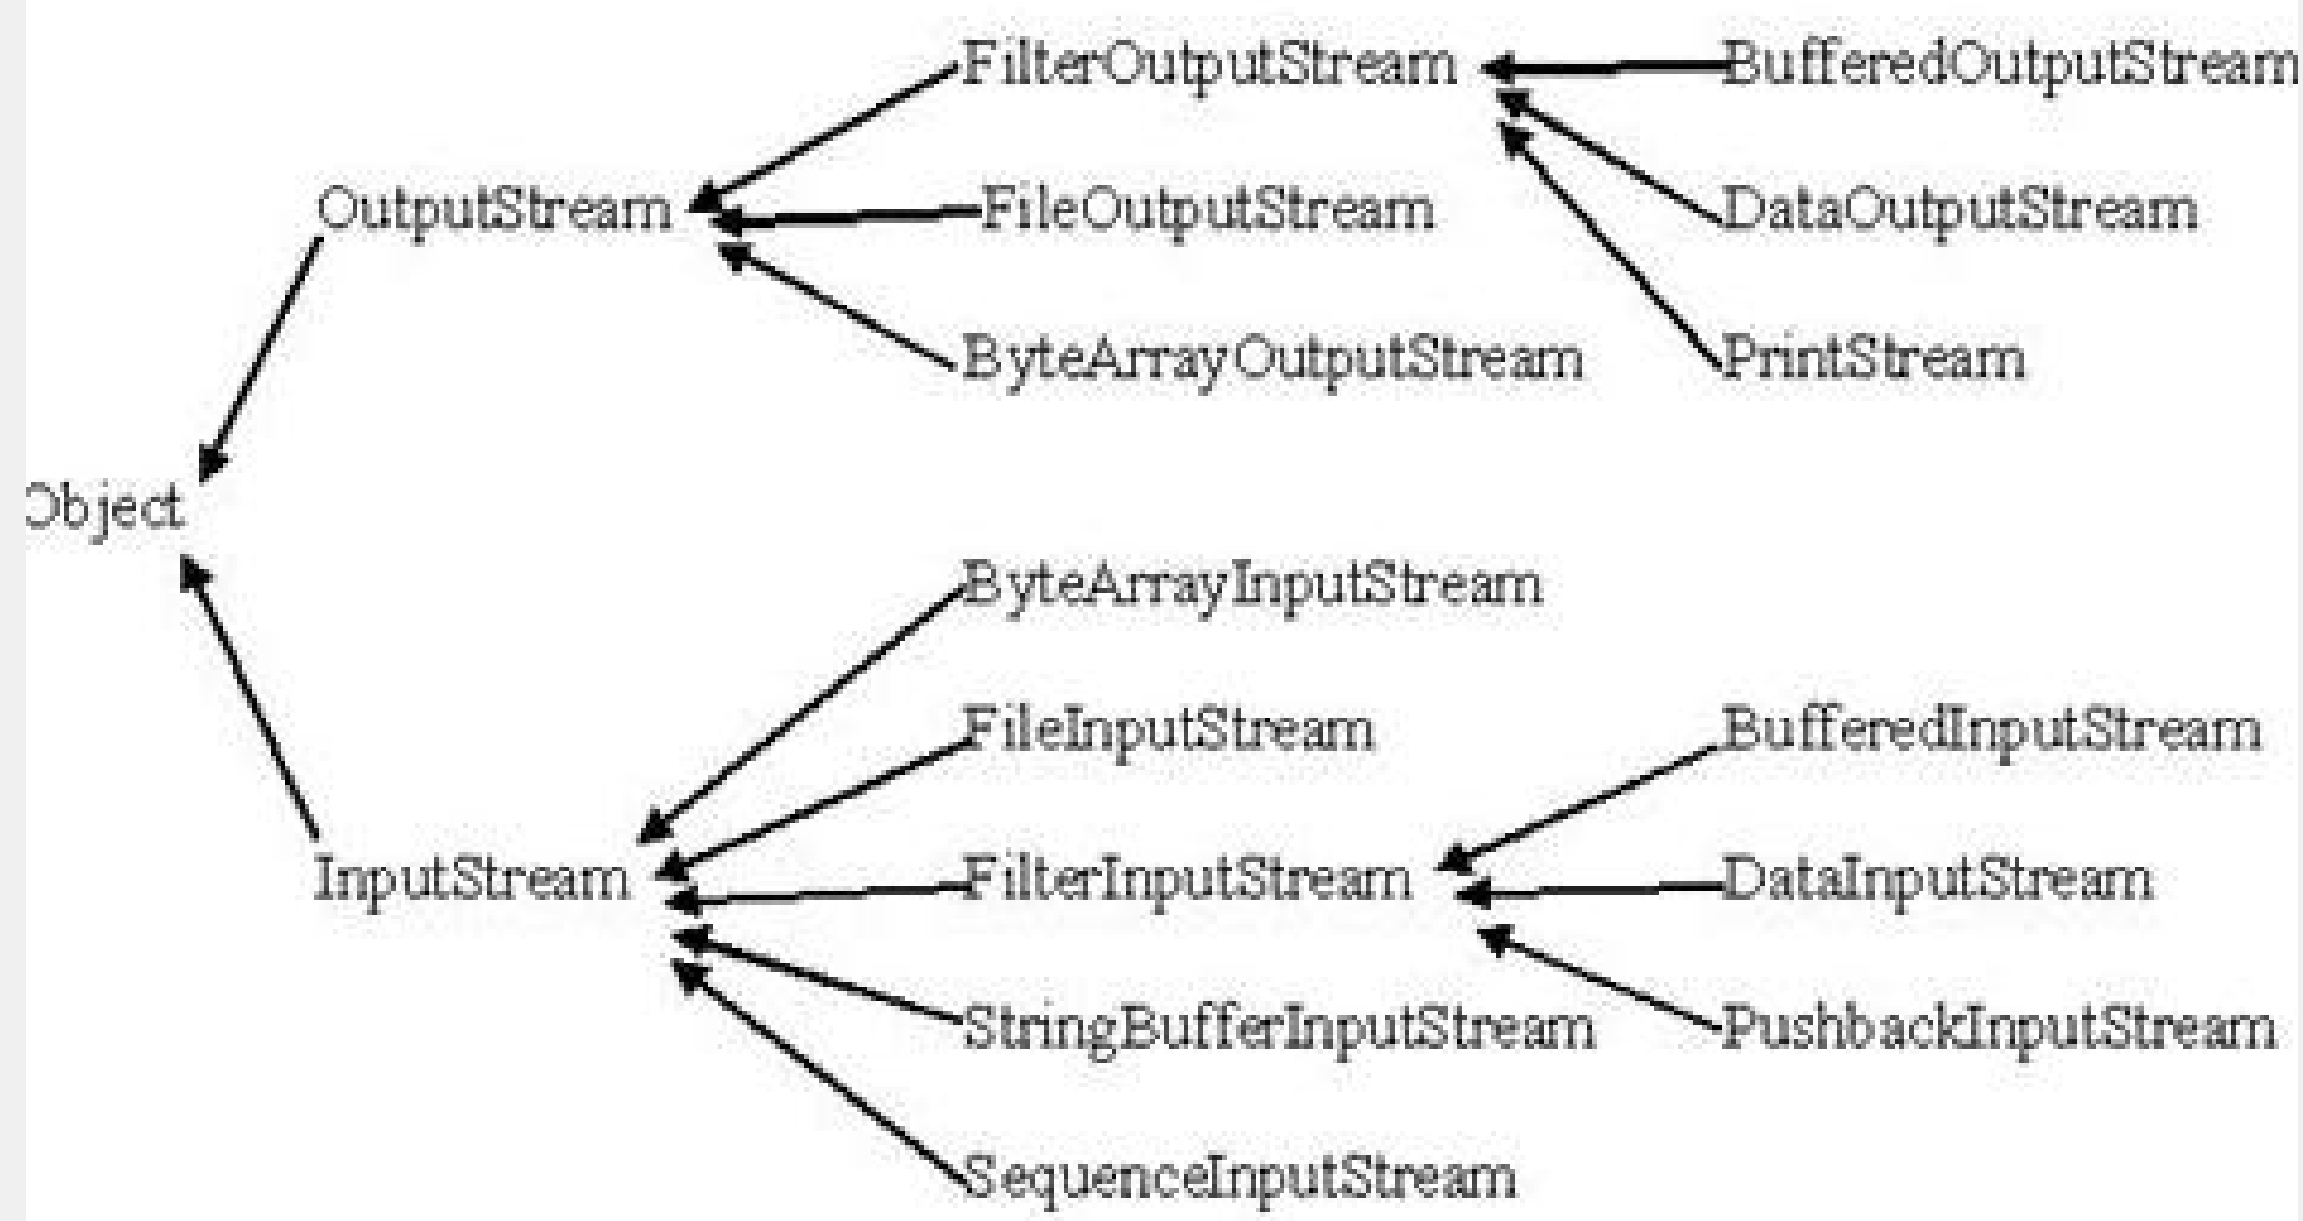 FilterOutputStream BufferedOutputStream
OutputStream FileOutputStream DataOutputStream
ByteArrayOutputStream PrintStream
Object
ByteArrayInputStream
FileInputStream BufferedInputStream
InputStream FilterInputStream DataInputStream
StringBufferInputStream PushbackInputStream
SequenceInputStream